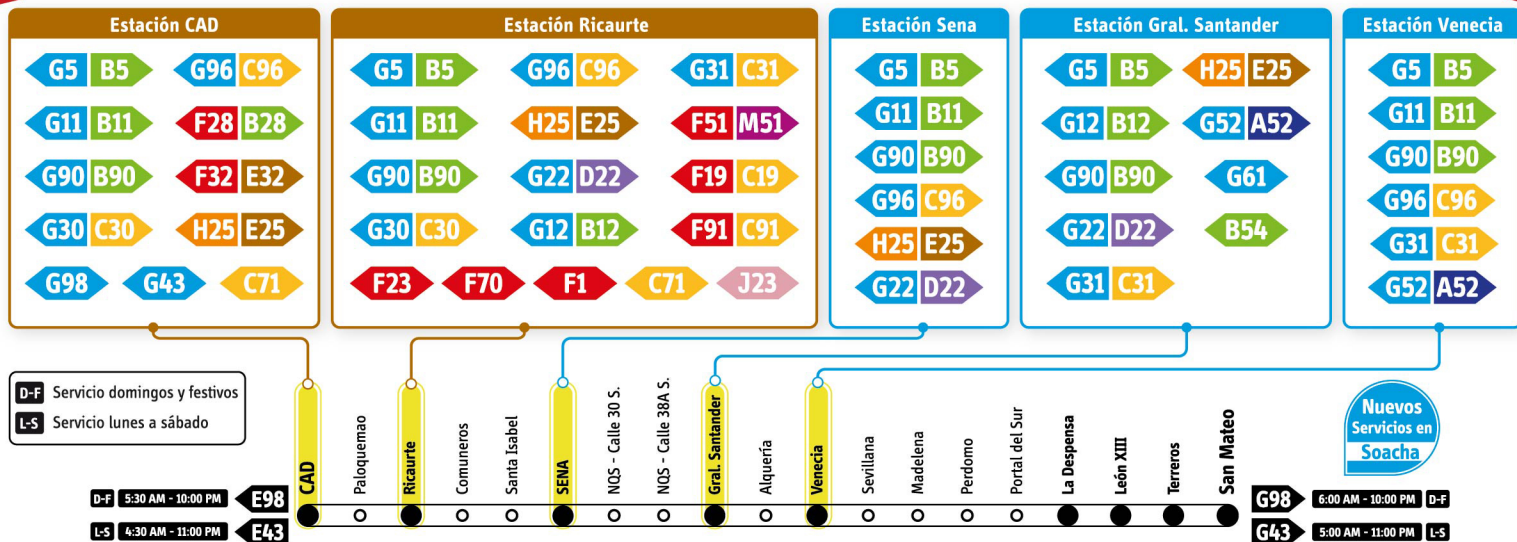 Estación CAD
G5 B5 G96 C96
G11 B11 F28 B28
G90 B90 F32 E32
G30 C30 H25 E25
G98 G43 C71
Estación Ricaurte
G5 B5 G96 C96 G31 C31
G11 B11 H25 E25 F51 M51
G90 B90 G22 D22 F19 C19
G30 C30 G12 B12 F91 C91
F23 F70 F1 C71 J23
Estación Sena
G5 B5
G11 B11
G90 B90
G96 C96
H25 E25
G22 D22
Estación Gral. Santander
G5 B5 H25 E25
G12 B12 G52 A52
G90 B90 G61
G22 D22 B54
G31 C31
Estación Venecia
G5 B5
G11 B11
G90 B90
G96 C96
G31 C31
G52 A52
D-F Servicio domingos y festivos
L-S Servicio lunes a sábado
D-F 5:30 AM - 10:00 PM E98
L-S 4:30 AM - 11:00 PM E43
CAD
Paloquemao
Ricaurte
Comuneros
Santa Isabel
SENA
NQS - Calle 30 S.
NQS - Calle 38A S.
Gral. Santander
Alquería
Venecia
Sevillana
Madelena
Perdomo
Portal del Sur
La Despensa
León XIII
Terreros
San Mateo
Nuevos
Servicios en
Soacha
G98 6:00 AM - 10:00 PM D-F
G43 5:00 AM - 11:00 PM L-S